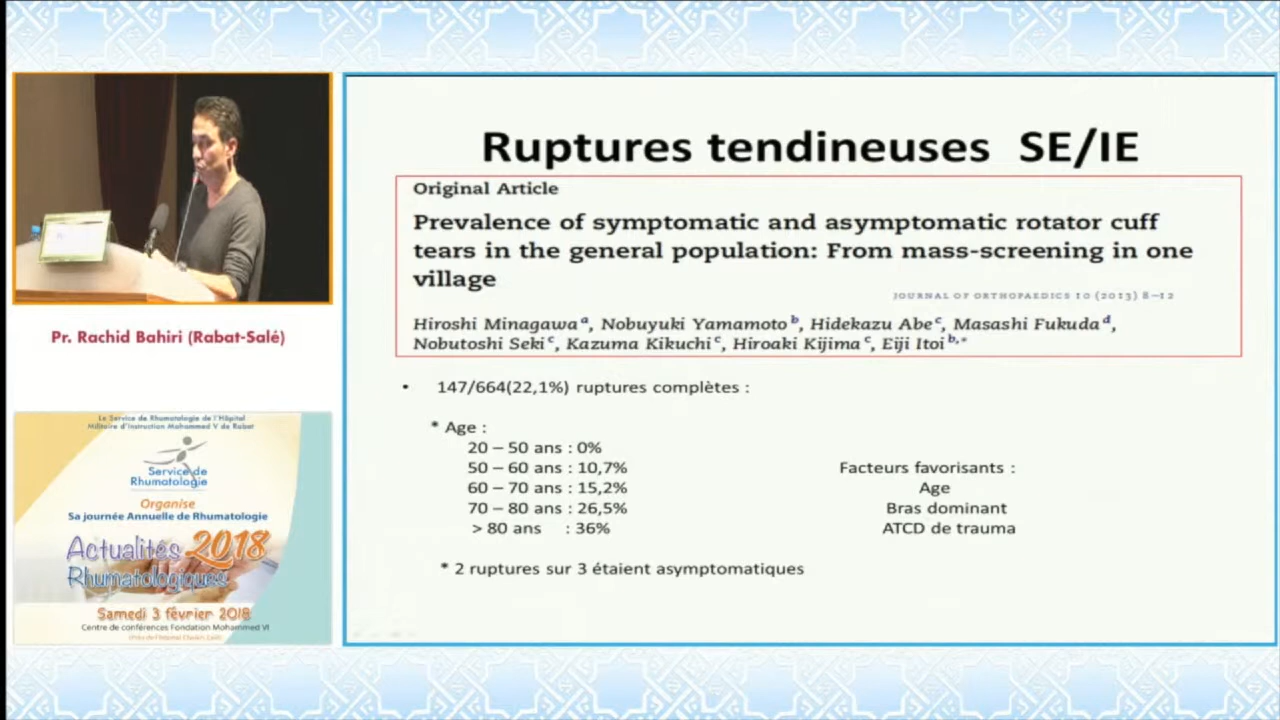 Ruptures tendineuses SE/IE
Original Article
Prevalence of symptomatic and asymptomatic rotator cuff
tears in the general population: From mass-screening in one
village
JOURNAL OF ORTHOPAEDICS 10 (2013) 8–12
Hiroshi Minagawa a, Nobuyuki Yamamoto b, Hidekazu Abe c, Masashi Fukuda d,
Nobutoshi Seki c, Kazuma Kikuchi c, Hiroaki Kijima c, Eiji Itoi b,*
• 147/664(22,1%) ruptures complètes :
* Age :
20 – 50 ans : 0%
50 – 60 ans : 10,7%
60 – 70 ans : 15,2%
70 – 80 ans : 26,5%
> 80 ans : 36%
Facteurs favorisants :
Age
Bras dominant
ATCD de trauma
* 2 ruptures sur 3 étaient asymptomatiques
Pr. Rachid Bahiri (Rabat-Salé)
Le Service de Rhumatologie de l'Hôpital
Militaire d'Instruction Mohammed V de Rabat
Service de
Rhumatologie
Organise
Sa journée Annuelle de Rhumatologie
Actualités 2018
Rhumatologiques
Samedi 3 février 2018
Centre de conférences Fondation Mohammed VI